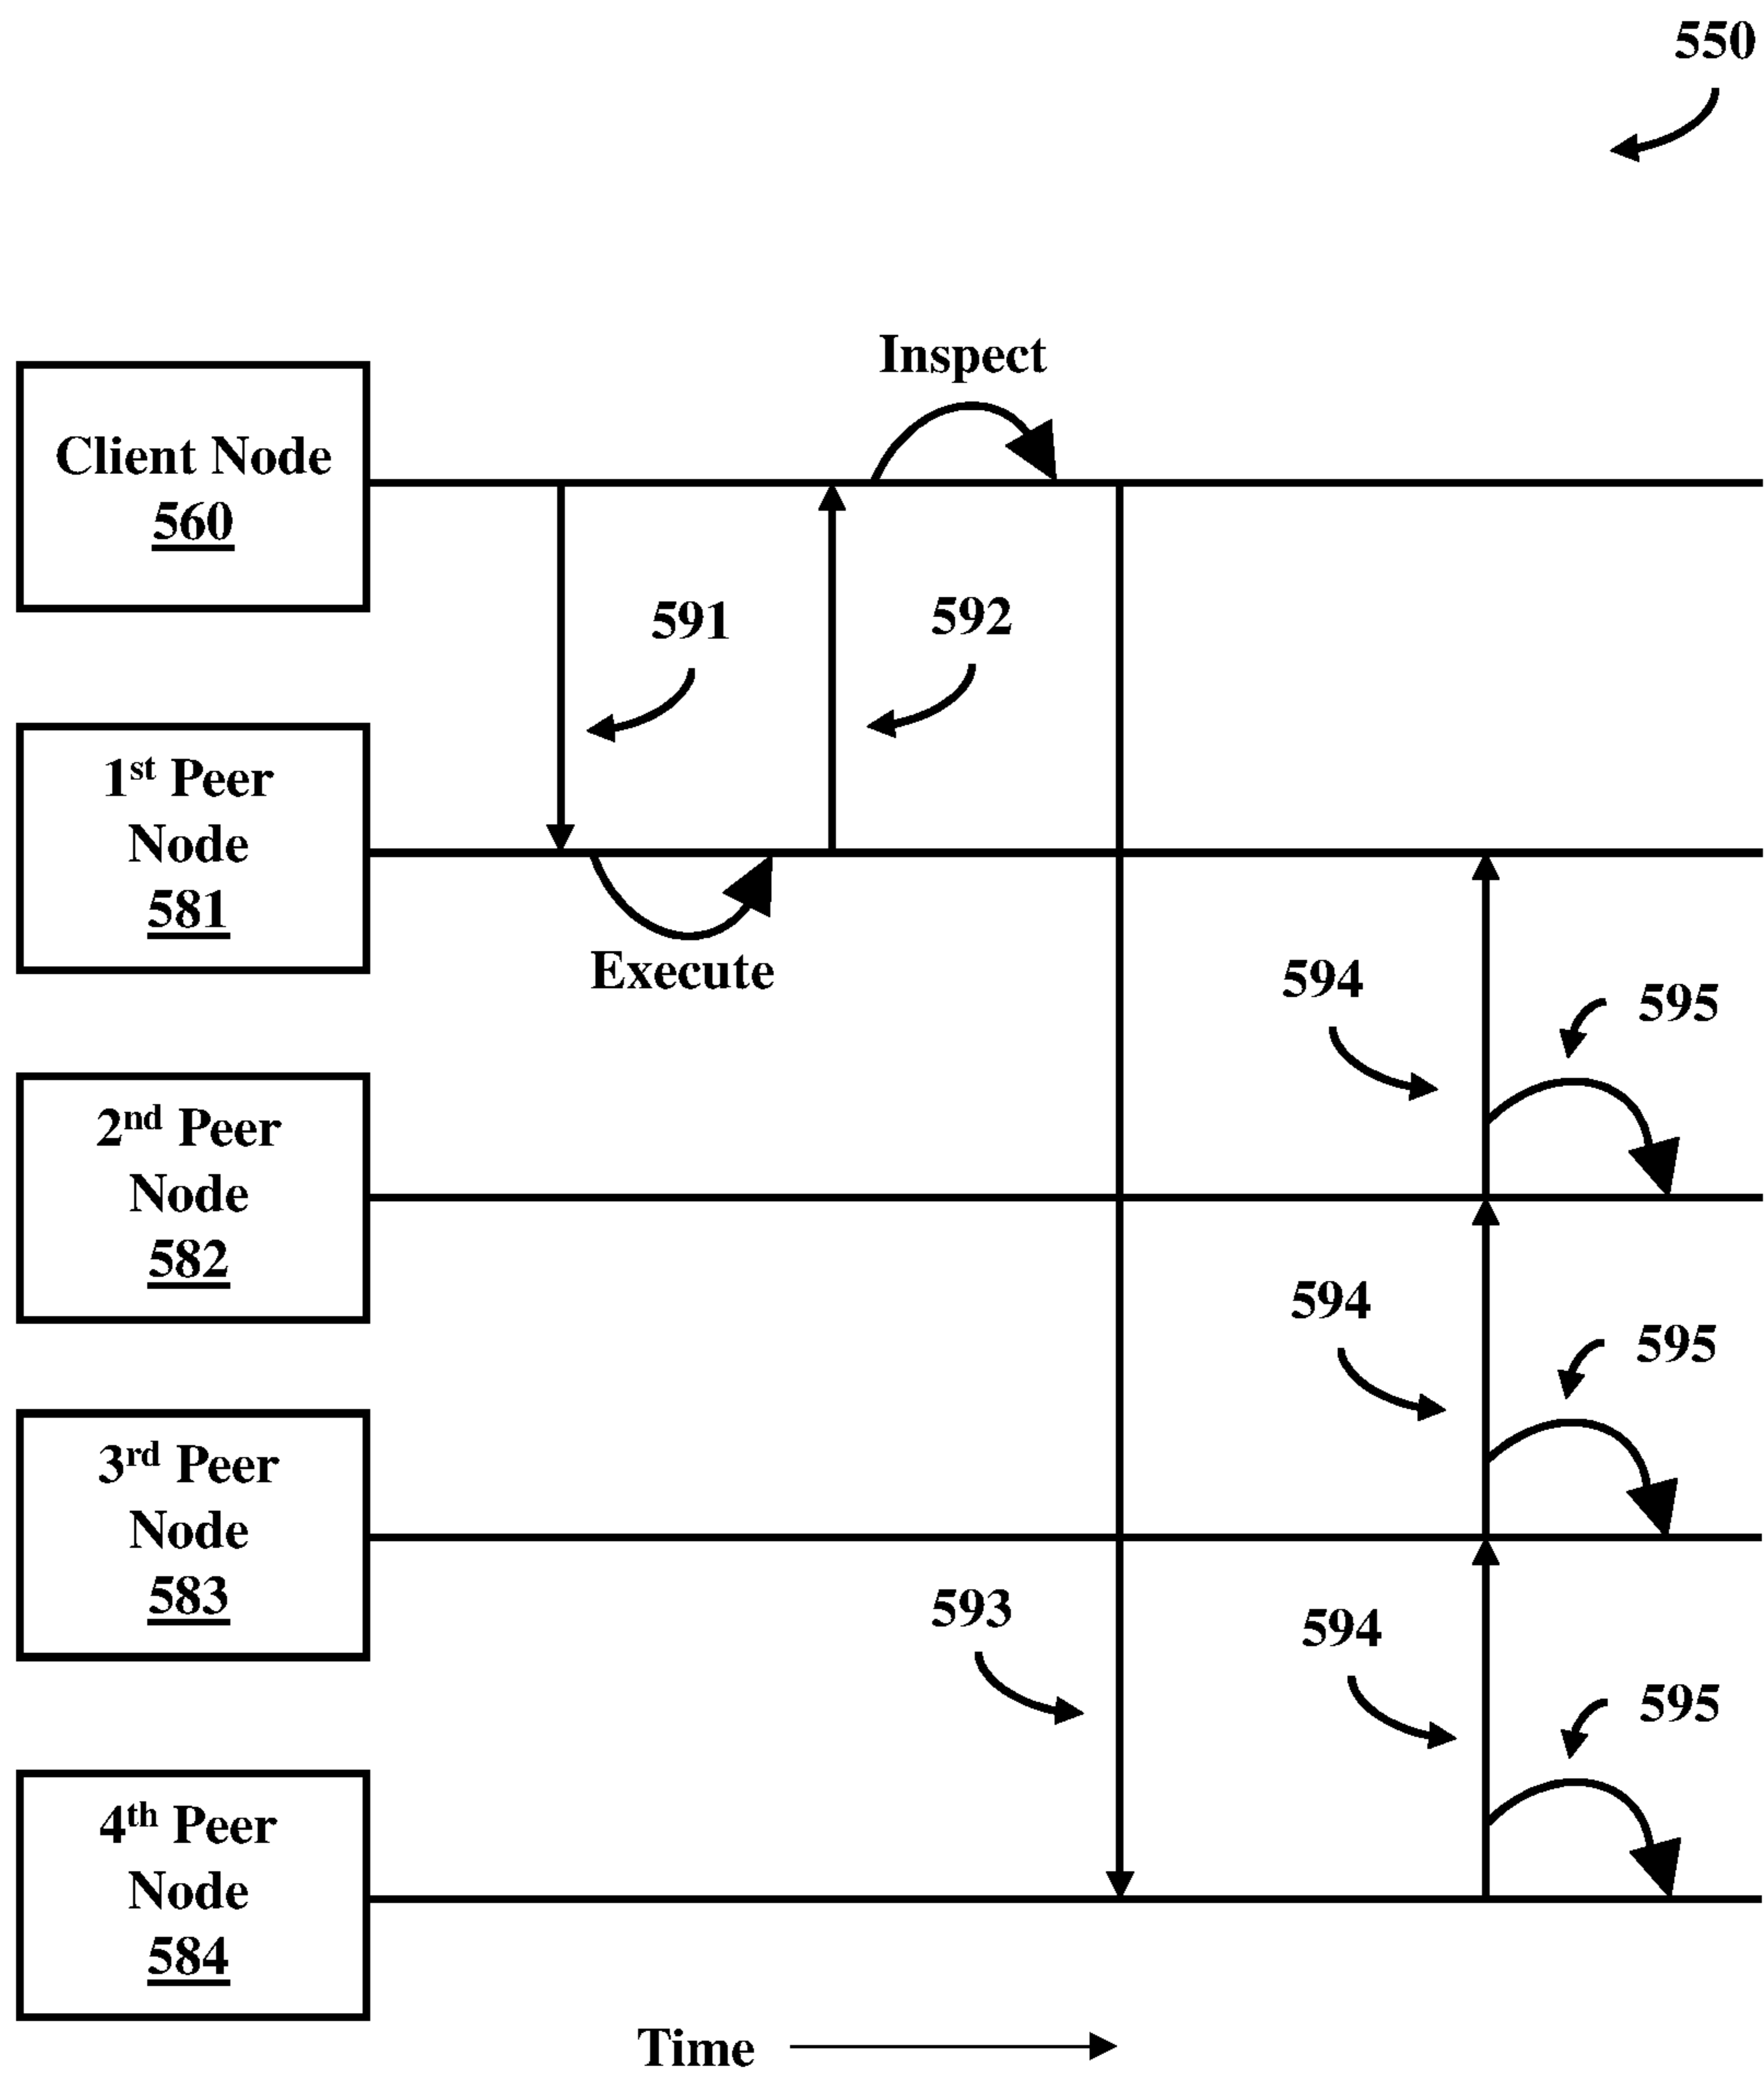 550
Inspect
Client Node
560
591
592
1st Peer
Node
581
Execute
594
595
2nd Peer
Node
582
594
595
3rd Peer
Node
583
593
594
595
4th Peer
Node
584
Time